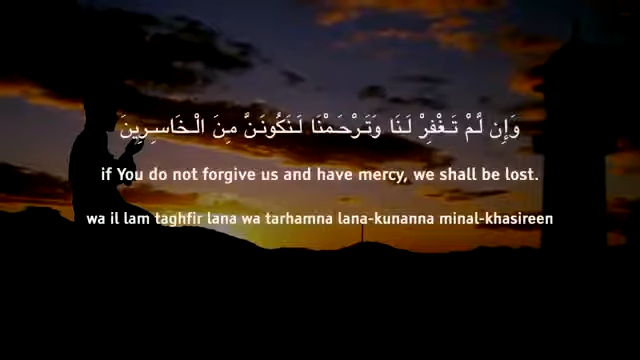 وَإِن لَّمْ تَغْفِرْ لَنَا وَتَرْحَمْنَا لَنَكُونَنَّ مِنَ الْخَاسِرِينَ
if You do not forgive us and have mercy, we shall be lost.
wa il lam taghfir lana wa tarhamna lana-kunanna minal-khasireen